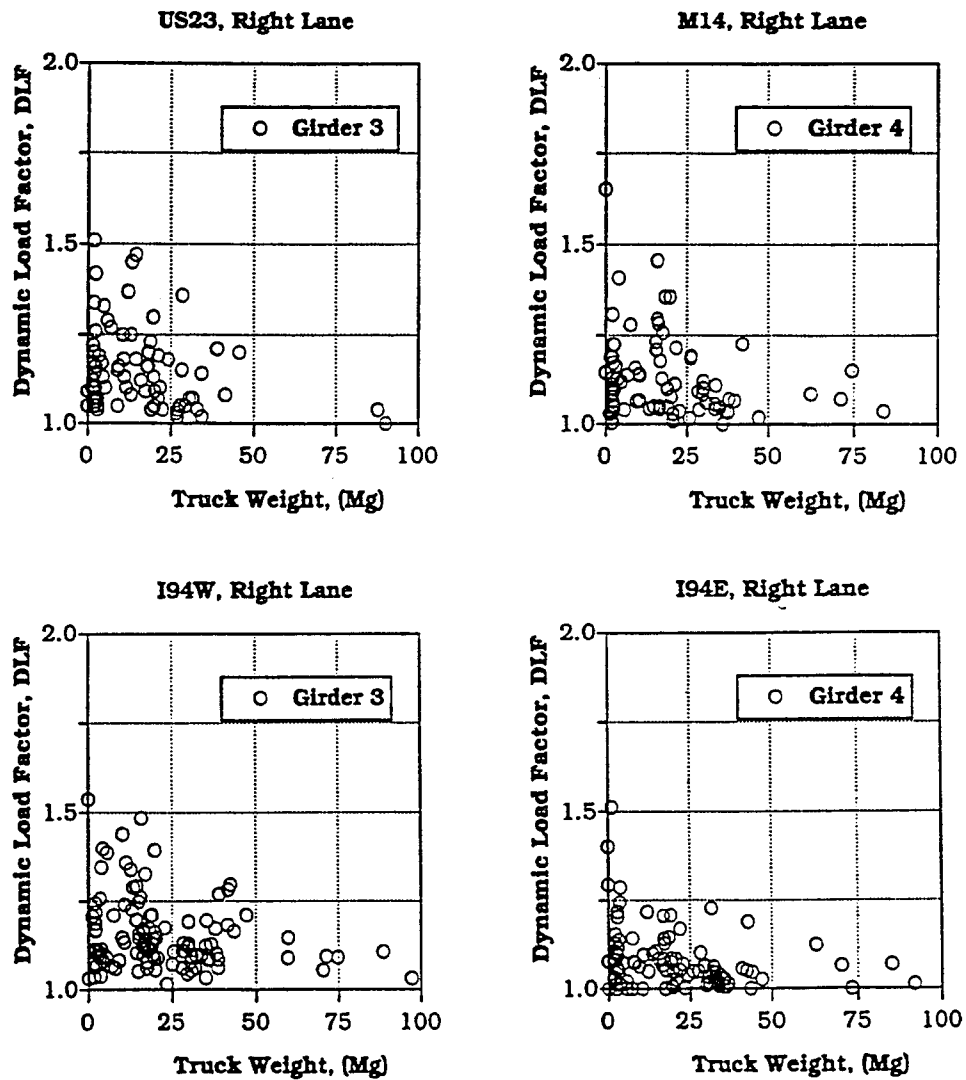 US23, Right Lane
2.0
Dynamic Load Factor, DLF
Girder 3
1.5
1.0
0 25 50 75 100
Truck Weight, (Mg)
M14, Right Lane
2.0
Dynamic Load Factor, DLF
Girder 4
1.5
1.0
0 25 50 75 100
Truck Weight, (Mg)
I94W, Right Lane
2.0
Dynamic Load Factor, DLF
Girder 3
1.5
1.0
0 25 50 75 100
Truck Weight, (Mg)
I94E, Right Lane
2.0
Dynamic Load Factor, DLF
Girder 4
1.5
1.0
0 25 50 75 100
Truck Weight, (Mg)